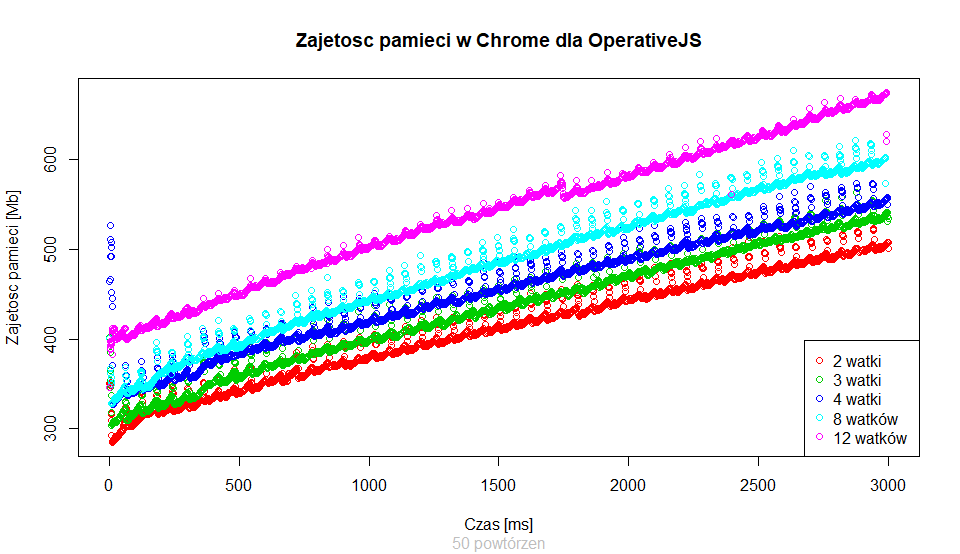 Zajetosc pamieci w Chrome dla OperativeJS
Zajetosc pamieci [Mb]
600
500
400
300
2 watki
3 watki
4 watki
8 watków
12 watków
0 500 1000 1500 2000 2500 3000
Czas [ms]
50 powtórzen